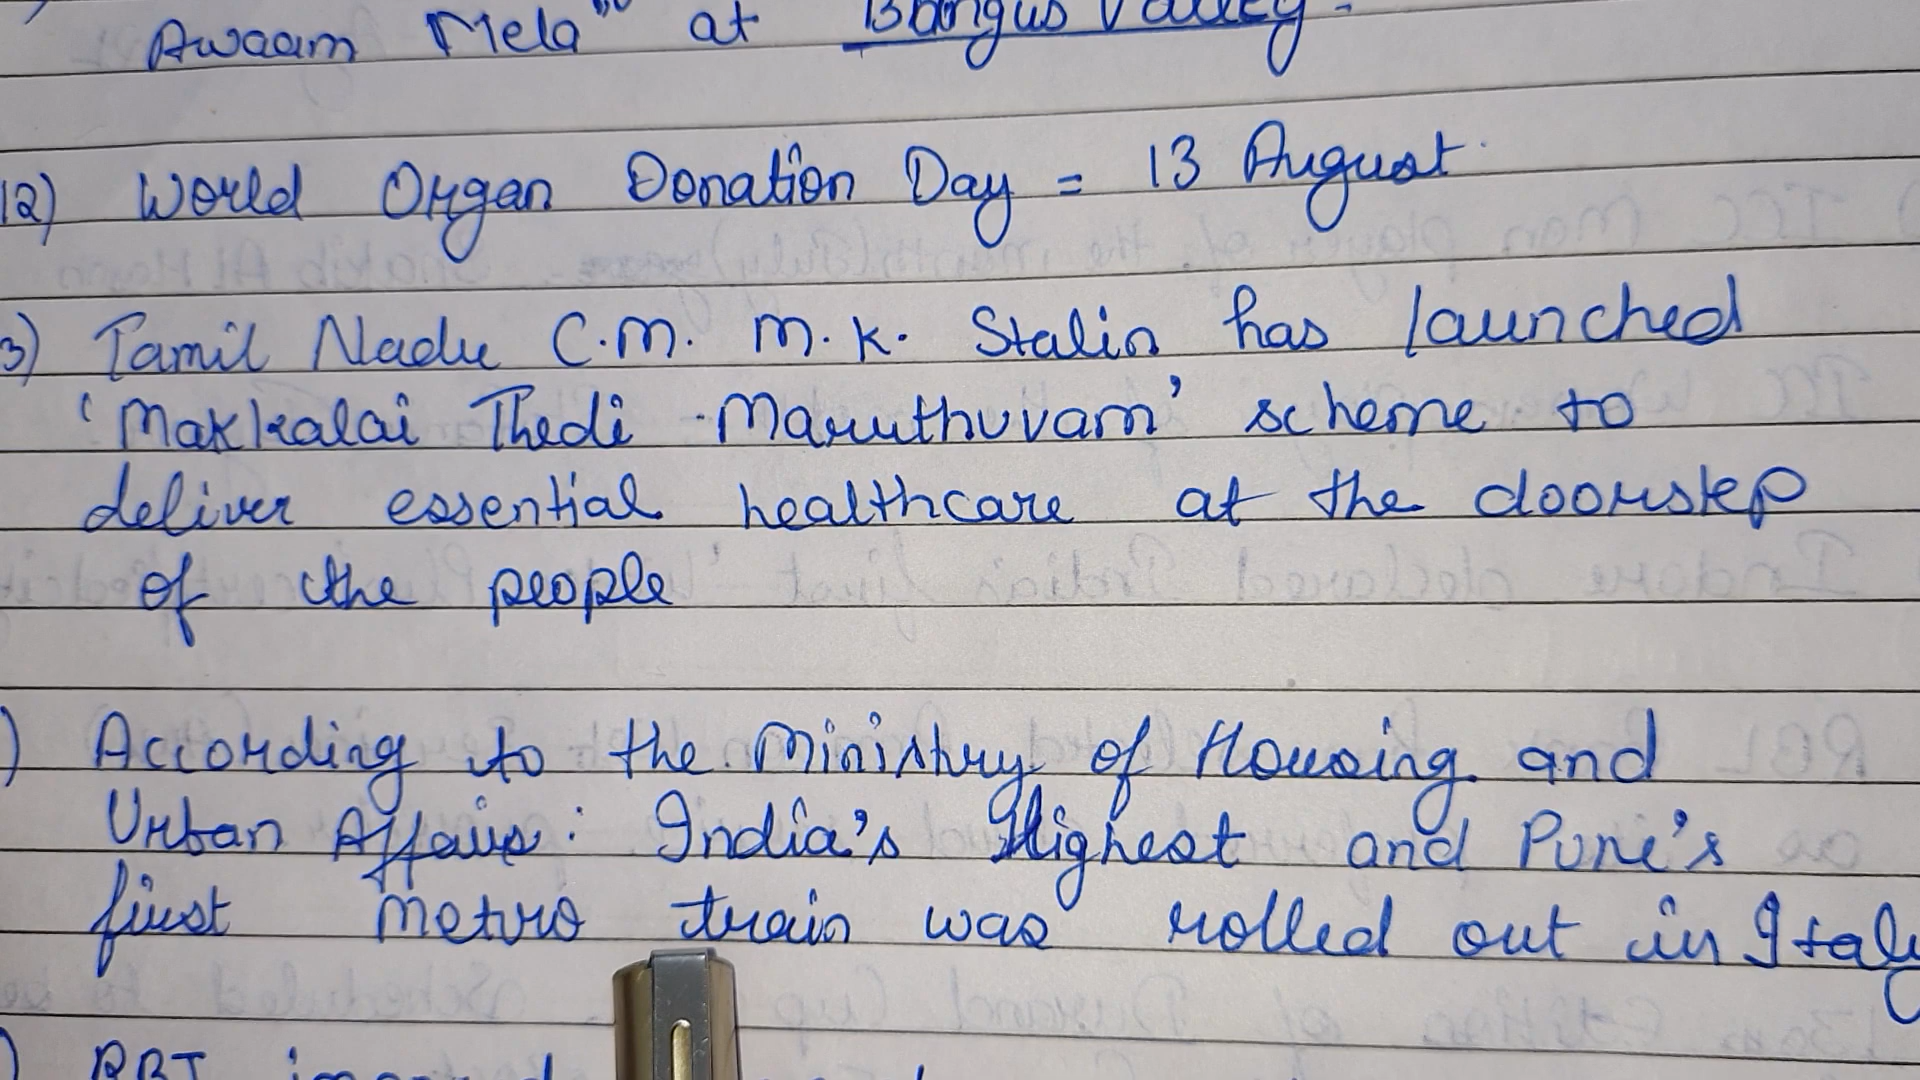 Awaam Mela" at Bangus Valley.
12) World Organ Donation Day = 13 August.
3) Tamil Nadu C.M. M.K. Stalin has launched
'Makkalai Thedi Maruthuvam' scheme to
deliver essential healthcare at the doorstep
of the people
) According to the Ministry of Housing and
Urban Affairs: India's Highest and Pune's
first Metro train was rolled out in Italy